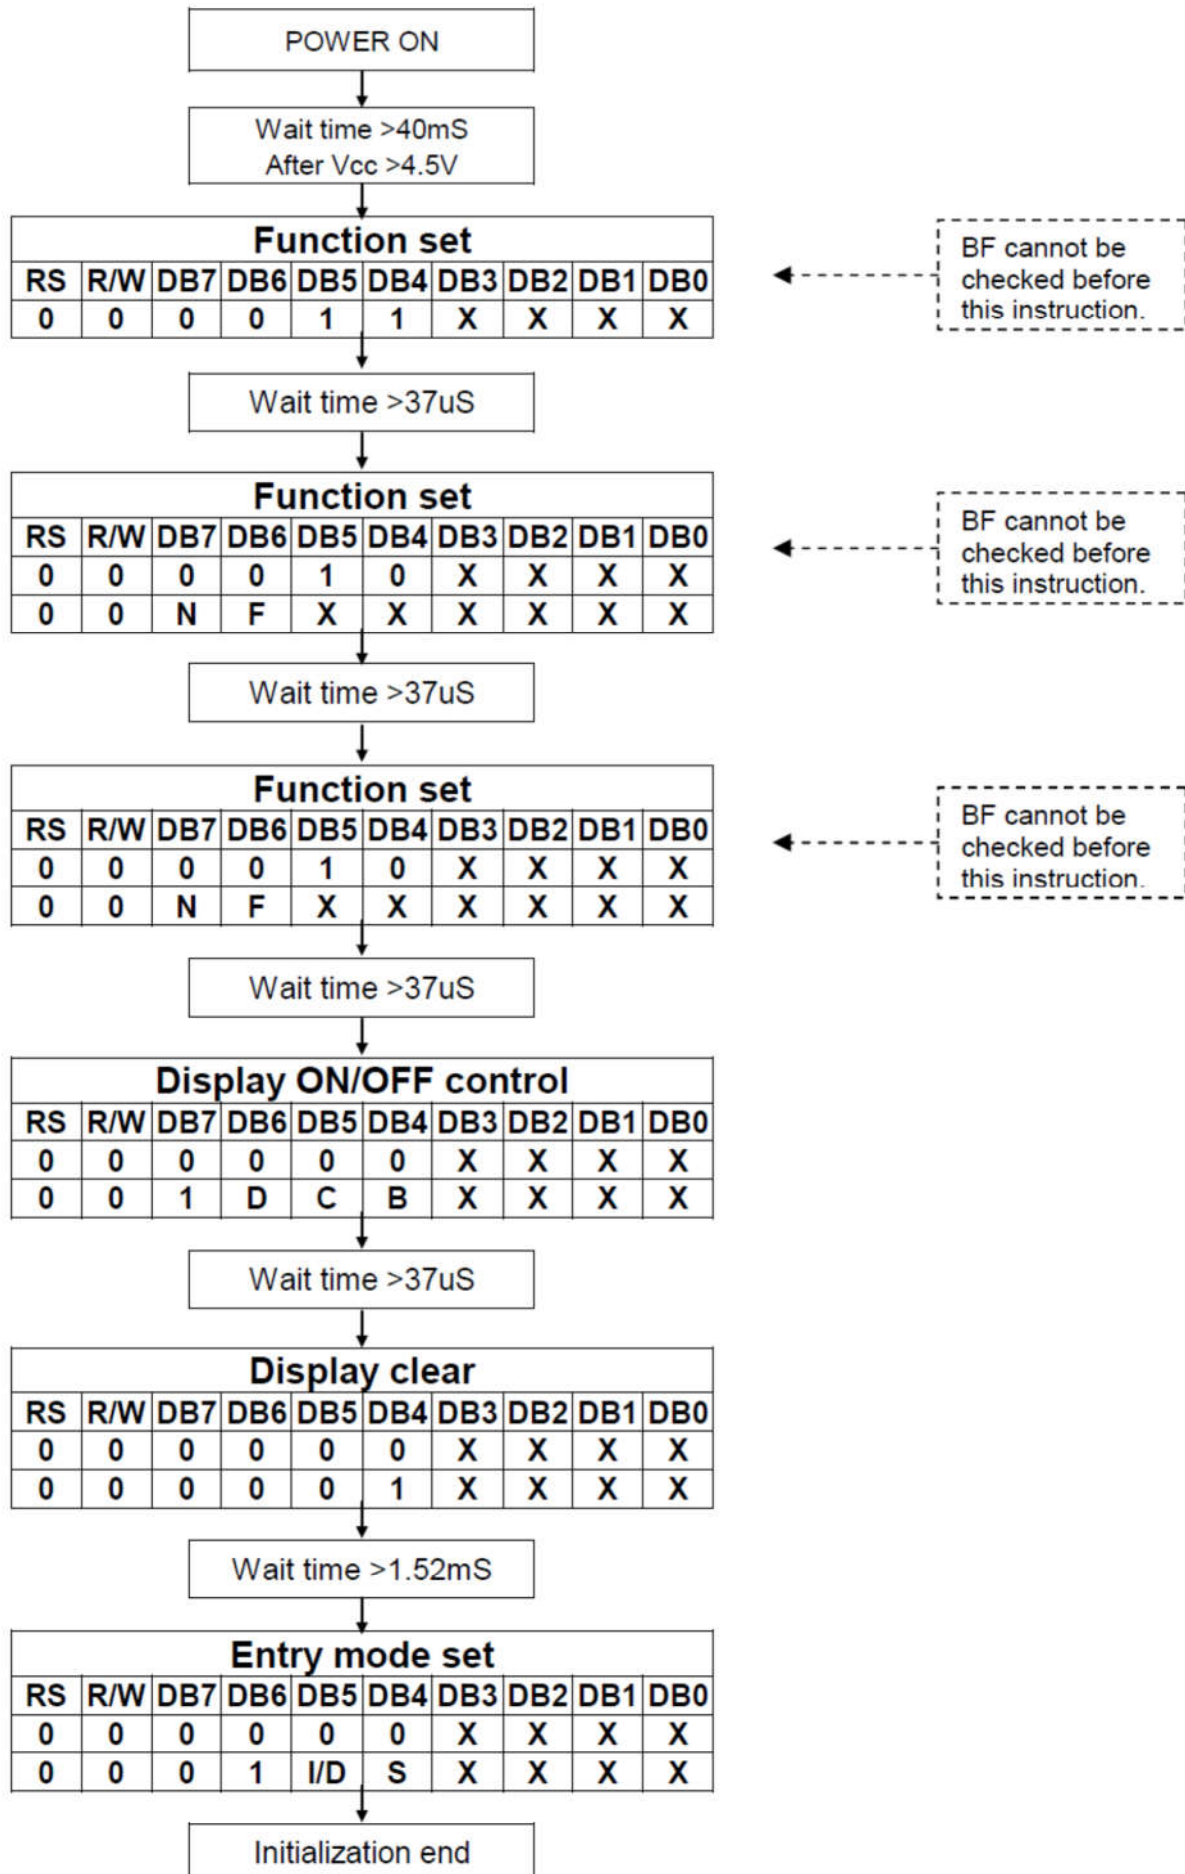 POWER ON
Wait time >40mS
After Vcc >4.5V
Function set
RS R/W DB7 DB6 DB5 DB4 DB3 DB2 DB1 DB0
0 0 0 0 1 1 X X X X
BF cannot be
checked before
this instruction.
Wait time >37uS
Function set
RS R/W DB7 DB6 DB5 DB4 DB3 DB2 DB1 DB0
0 0 0 0 1 0 X X X X
0 0 N F X X X X X X
BF cannot be
checked before
this instruction.
Wait time >37uS
Function set
RS R/W DB7 DB6 DB5 DB4 DB3 DB2 DB1 DB0
0 0 0 0 1 0 X X X X
0 0 N F X X X X X X
BF cannot be
checked before
this instruction.
Wait time >37uS
Display ON/OFF control
RS R/W DB7 DB6 DB5 DB4 DB3 DB2 DB1 DB0
0 0 0 0 0 0 X X X X
0 0 1 D C B X X X X
Wait time >37uS
Display clear
RS R/W DB7 DB6 DB5 DB4 DB3 DB2 DB1 DB0
0 0 0 0 0 0 X X X X
0 0 0 0 0 1 X X X X
Wait time >1.52mS
Entry mode set
RS R/W DB7 DB6 DB5 DB4 DB3 DB2 DB1 DB0
0 0 0 0 0 0 X X X X
0 0 0 1 I/D S X X X X
Initialization end